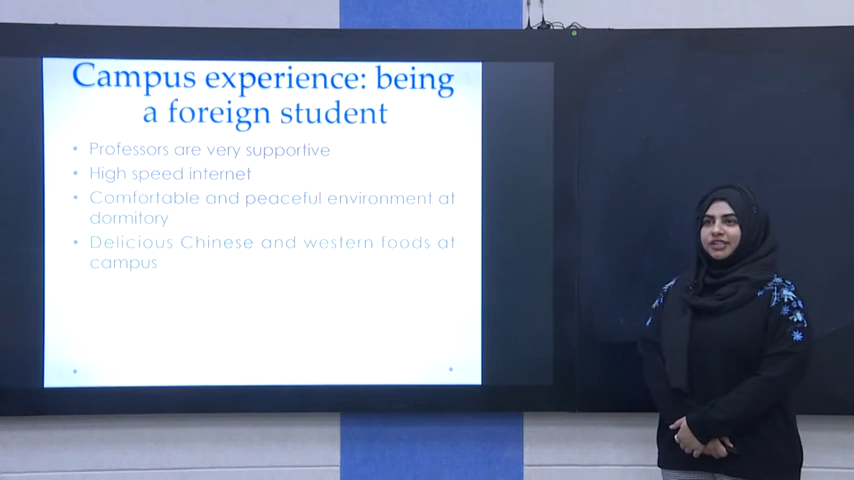 Campus experience: being
a foreign student
• Professors are very supportive
• High speed internet
• Comfortable and peaceful environment at
dormitory
• Delicious Chinese and western foods at
campus